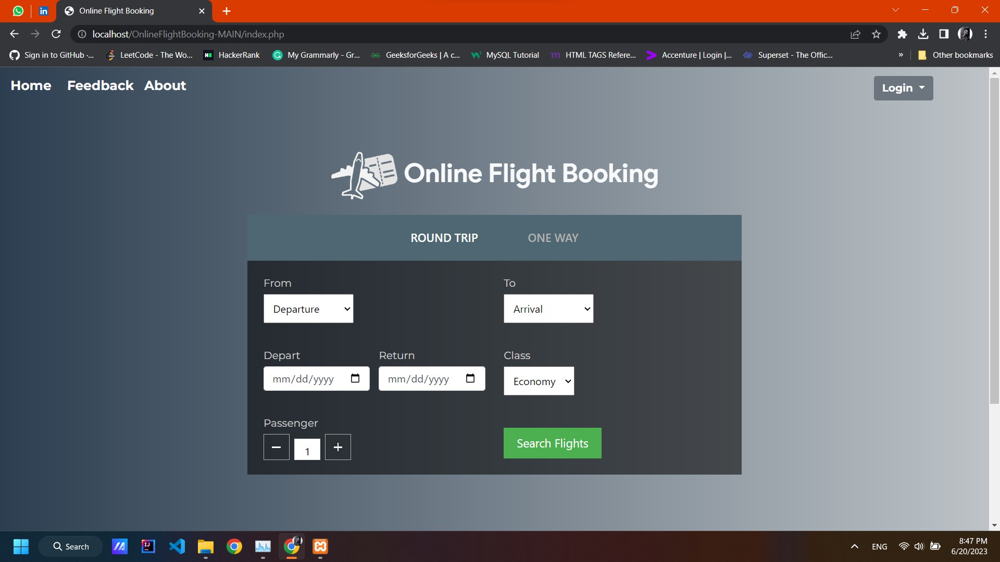 Online Flight Booking
localhost/OnlineFlightBooking-MAIN/index.php
Sign in to GitHub ·... LeetCode - The Wo... HackerRank My Grammarly - Gr... GeeksforGeeks | A c... MySQL Tutorial HTML TAGS Refere... Accenture | Login |... Superset - The Offic... » Other bookmarks
Home Feedback About Login
Online Flight Booking
ROUND TRIP ONE WAY
From To
Departure Arrival
Depart Return Class
mm/dd/yyyy mm/dd/yyyy Economy
Passenger
1 Search Flights
Search ENG 8:47 PM
6/20/2023